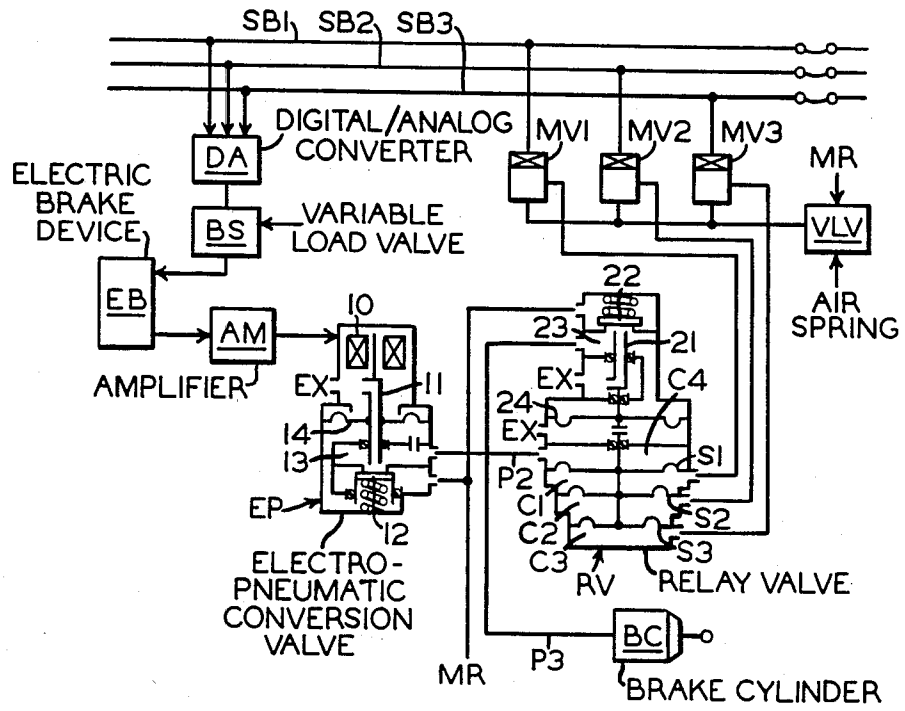 SB1 SB2 SB3
DIGITAL/ANALOG
CONVERTER
DA
MV1 MV2 MV3
MR
ELECTRIC
BRAKE
DEVICE
BS
VARIABLE
LOAD VALVE
VLV
EB
AIR
SPRING
AM
AMPLIFIER
10
22
23
21
EX
11
EX
C4
24
14
EX
13
S1
P2
C1
EP
12
C2
S2
C3
S3
ELECTRO-
PNEUMATIC
CONVERSION
VALVE
RV
RELAY VALVE
MR
P3
BC
BRAKE CYLINDER